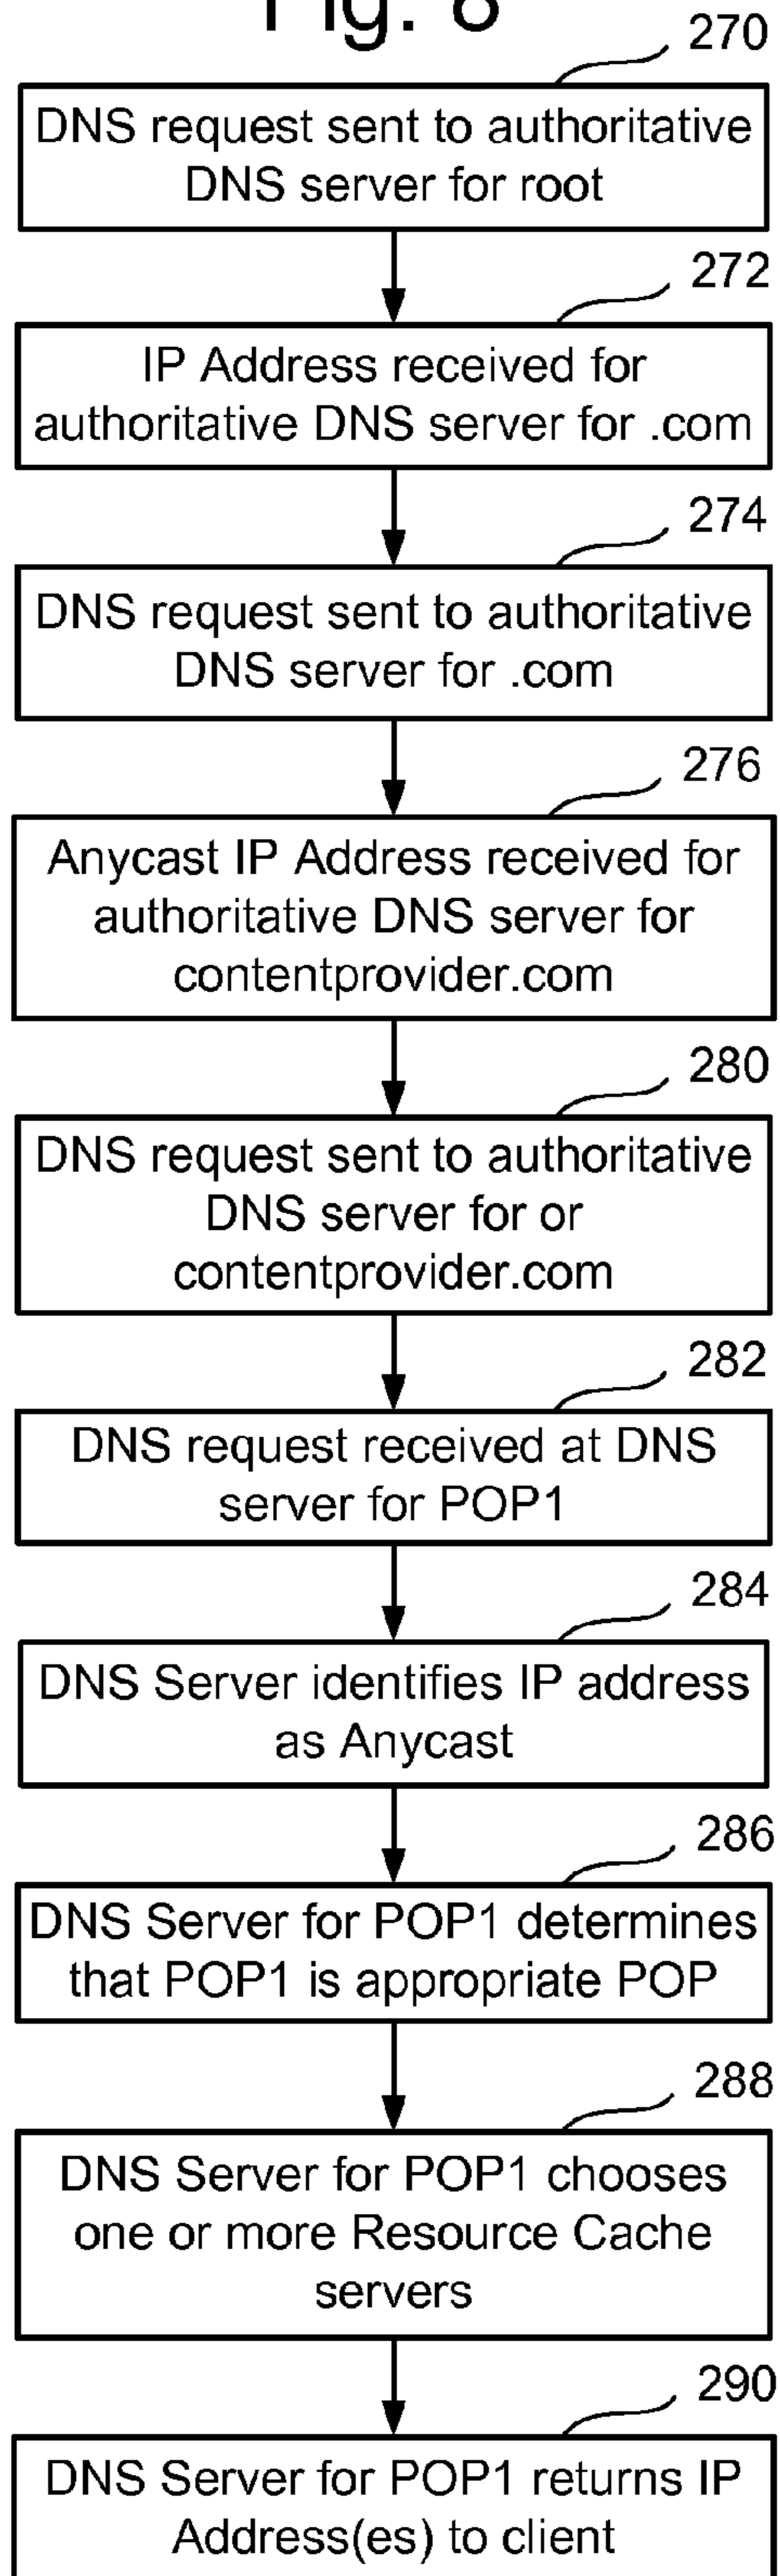 Fig. 8
270
DNS request sent to authoritative
DNS server for root
272
IP Address received for
authoritative DNS server for .com
274
DNS request sent to authoritative
DNS server for .com
276
Anycast IP Address received for
authoritative DNS server for
contentprovider.com
280
DNS request sent to authoritative
DNS server for or
contentprovider.com
282
DNS request received at DNS
server for POP1
284
DNS Server identifies IP address
as Anycast
286
DNS Server for POP1 determines
that POP1 is appropriate POP
288
DNS Server for POP1 chooses
one or more Resource Cache
servers
290
DNS Server for POP1 returns IP
Address(es) to client